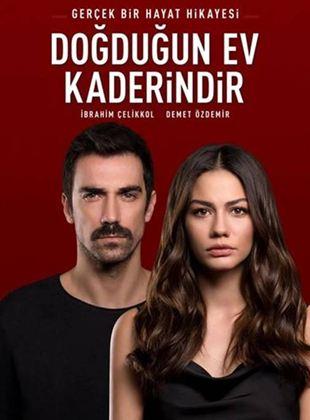 GERÇEK BİR HAYAT HİKAYESİ
DOĞDUĞUN EV
KADERİNDİR
İBRAHİM ÇELİKKOL DEMET ÖZDEMİR